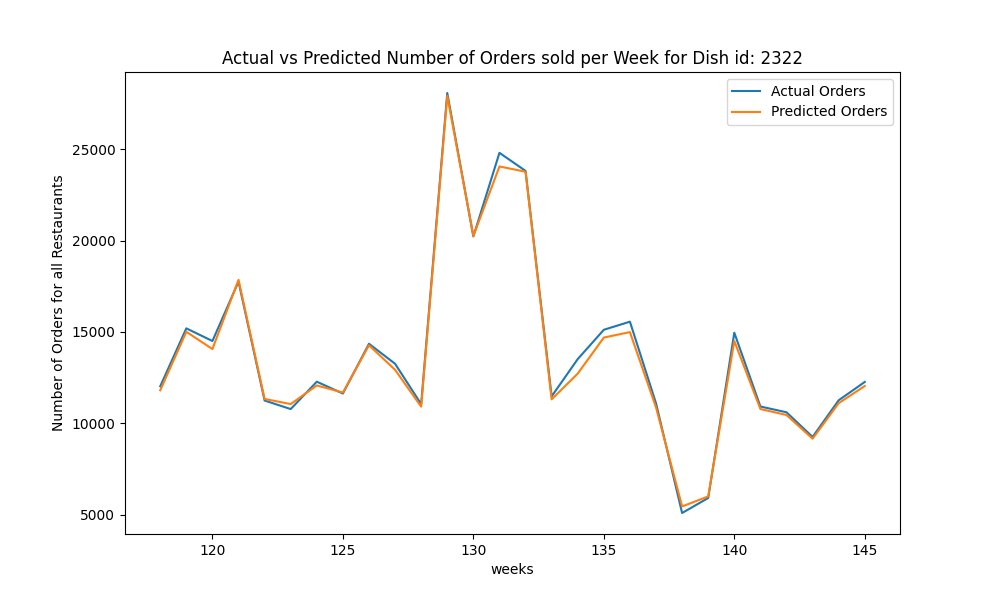 Actual vs Predicted Number of Orders sold per Week for Dish id: 2322
Actual Orders
Predicted Orders
Number of Orders for all Restaurants
25000
20000
15000
10000
5000
120 125 130 135 140 145
weeks